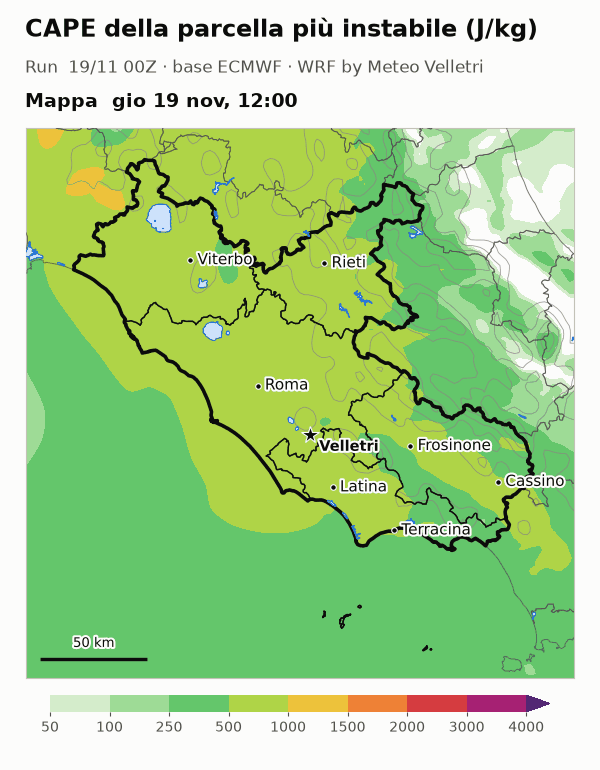 CAPE della parcella più instabile (J/kg)
Run  19/11 00Z · base ECMWF · WRF by Meteo Velletri
Mappa  gio 19 nov, 12:00
Viterbo
Rieti
Roma
Velletri
Frosinone
Cassino
Latina
Terracina
50 km
50 100 250 500 1000 1500 2000 3000 4000